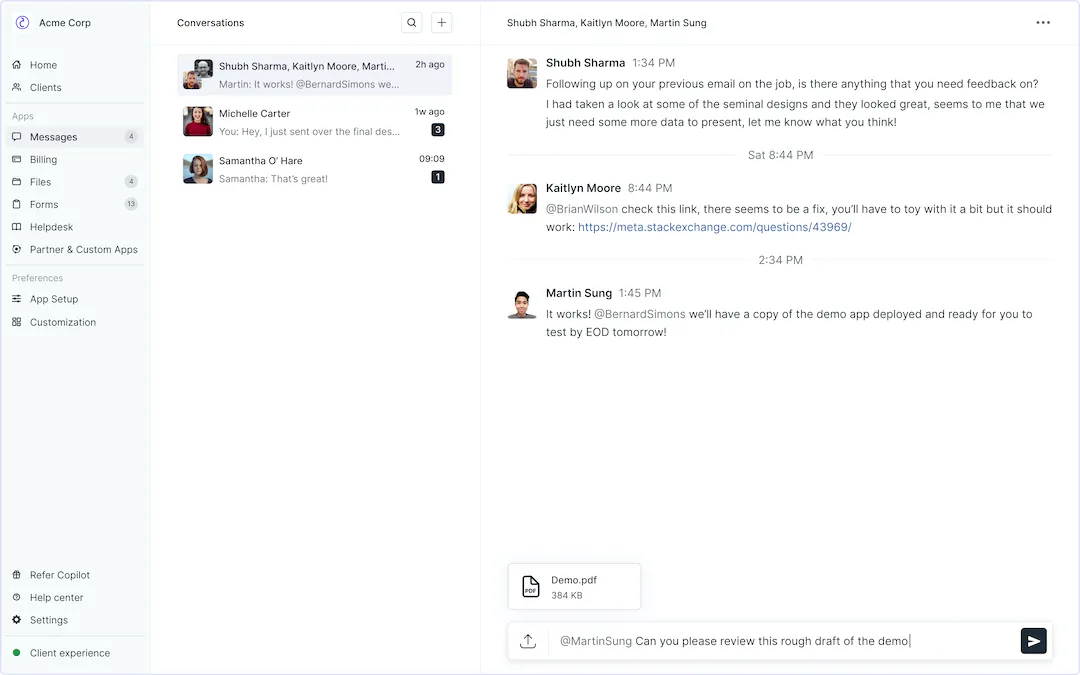 Acme Corp
Home
Clients
Apps
Messages 4
Billing
Files 4
Forms 13
Helpdesk
Partner & Custom Apps
Preferences
App Setup
Customization
Refer Copilot
Help center
Settings
Client experience
Conversations
Shubh Sharma, Kaitlyn Moore, Marti... 2h ago
Martin: It works! @BernardSimons we...
Michelle Carter 1w ago
You: Hey, I just sent over the final des... 3
Samantha O' Hare 09:09
Samantha: That's great! 1
Shubh Sharma, Kaitlyn Moore, Martin Sung
Shubh Sharma 1:34 PM
Following up on your previous email on the job, is there anything that you need feedback on?
I had taken a look at some of the seminal designs and they looked great, seems to me that we
just need some more data to present, let me know what you think!
Sat 8:44 PM
Kaitlyn Moore 8:44 PM
@BrianWilson check this link, there seems to be a fix, you'll have to toy with it a bit but it should
work: https://meta.stackexchange.com/questions/43969/
2:34 PM
Martin Sung 1:45 PM
It works! @BernardSimons we'll have a copy of the demo app deployed and ready for you to
test by EOD tomorrow!
PDF
Demo.pdf
384 KB
@MartinSung Can you please review this rough draft of the demo